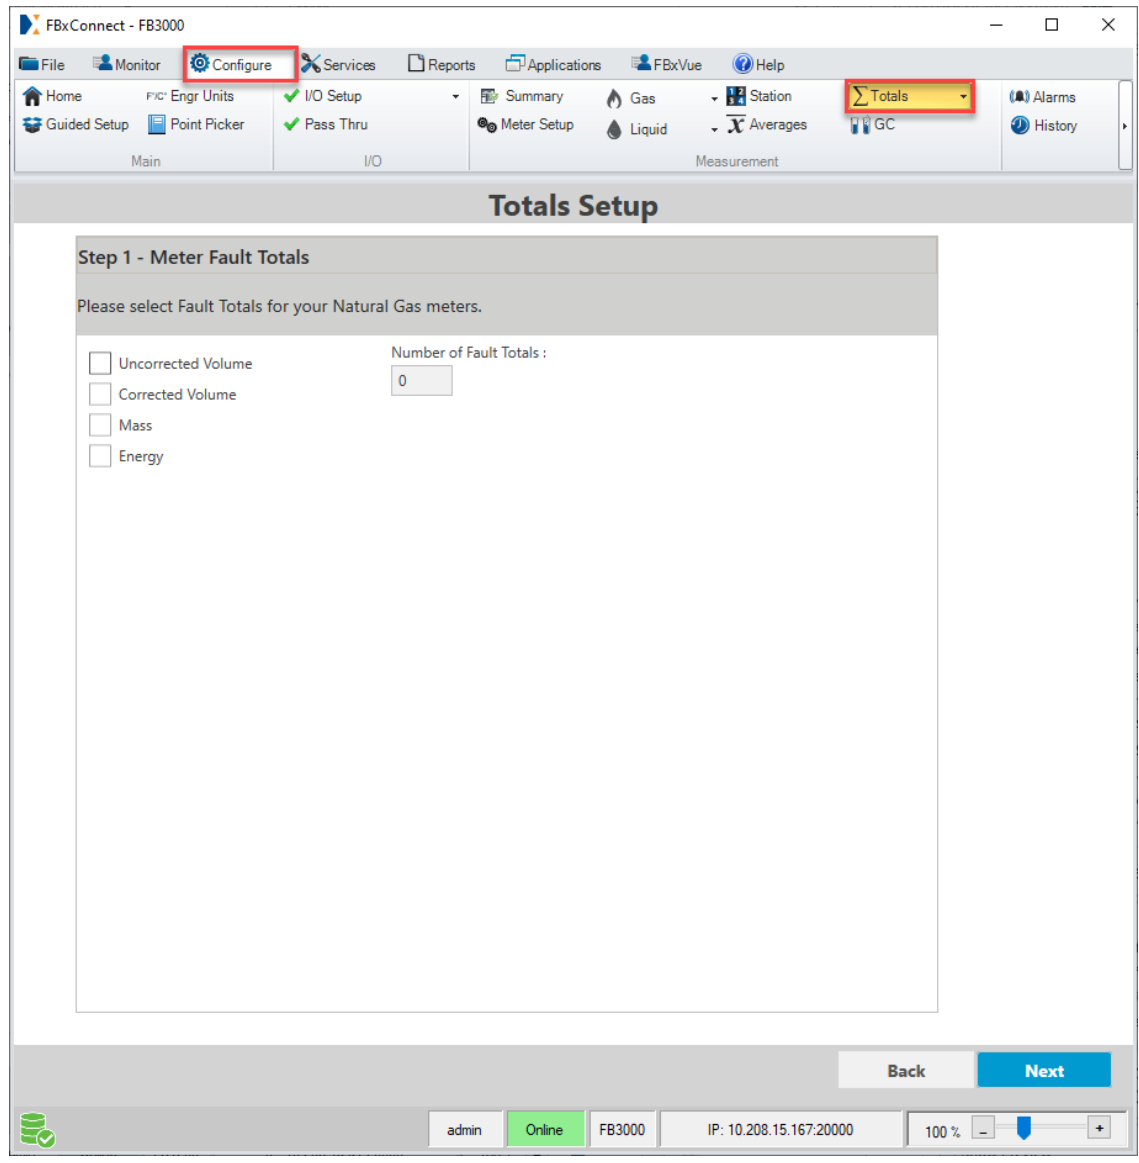 FBxConnect - FB3000
File Monitor Configure Services Reports Applications FBxVue Help
Home Engr Units I/O Setup Summary Gas Station Totals Alarms
Guided Setup Point Picker Pass Thru Meter Setup Liquid Averages GC History
Main I/O Measurement
Totals Setup
Step 1 - Meter Fault Totals
Please select Fault Totals for your Natural Gas meters.
Number of Fault Totals :
Uncorrected Volume
0
Corrected Volume
Mass
Energy
Back Next
admin Online FB3000 IP: 10.208.15.167:20000 100 % - +